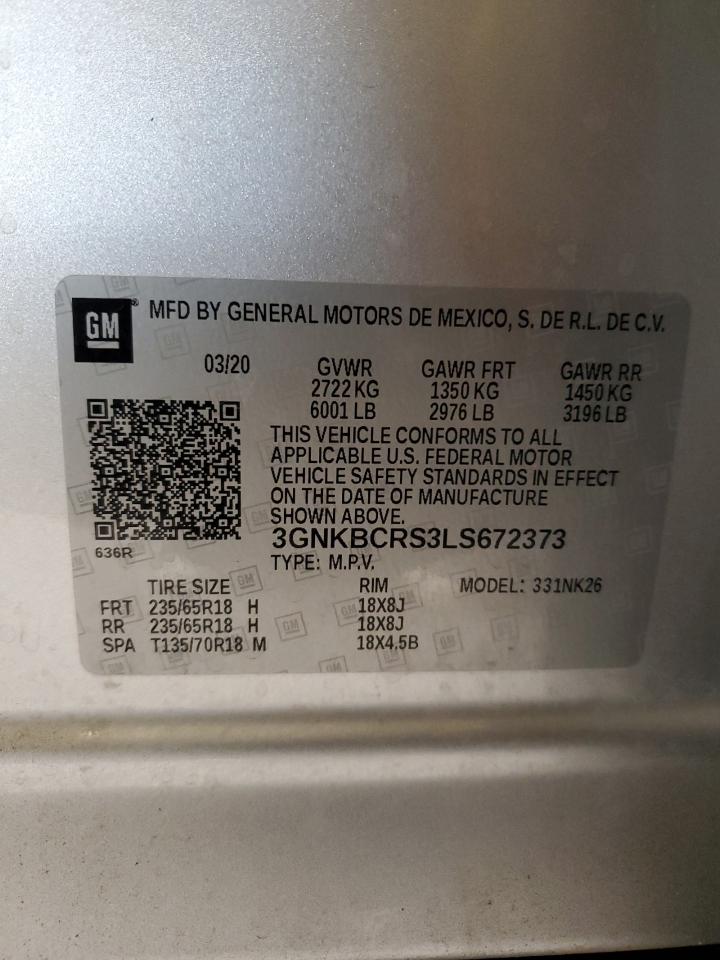 GM ® MFD BY GENERAL MOTORS DE MEXICO, S. DE R.L. DE C.V.
03/20 GVWR GAWR FRT GAWR RR
2722 KG 1350 KG 1450 KG
6001 LB 2976 LB 3196 LB
THIS VEHICLE CONFORMS TO ALL
APPLICABLE U.S. FEDERAL MOTOR
VEHICLE SAFETY STANDARDS IN EFFECT
ON THE DATE OF MANUFACTURE
SHOWN ABOVE.
636R 3GNKBCRS3LS672373
TYPE: M.P.V.
TIRE SIZE RIM MODEL: 331NK26
FRT 235/65R18 H 18X8J
RR 235/65R18 H 18X8J
SPA T135/70R18 M 18X4.5B